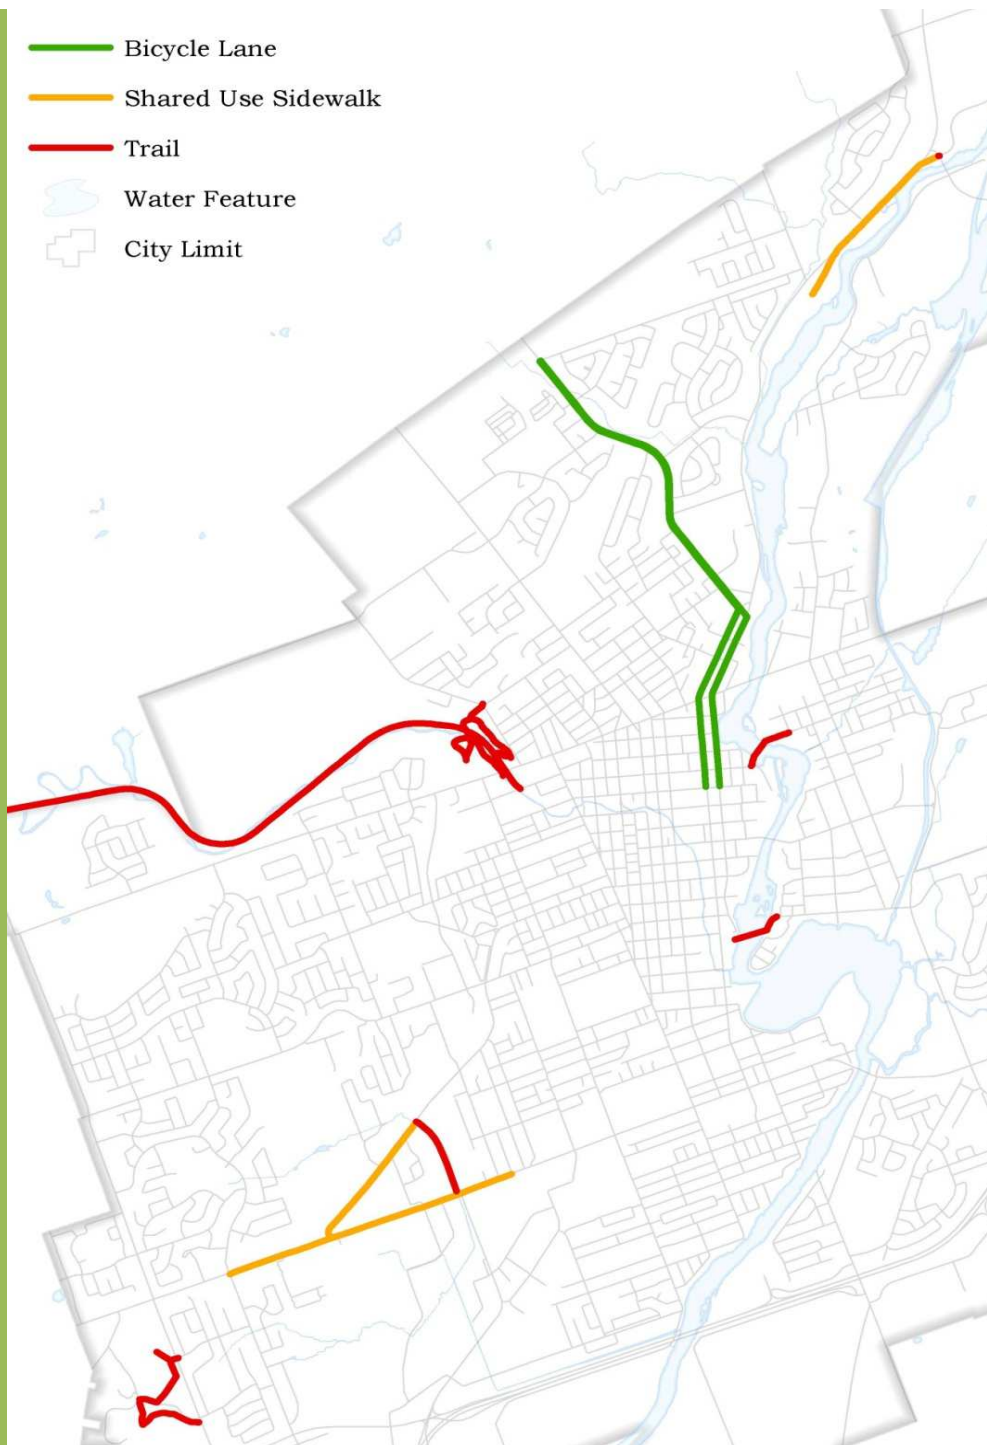 Bicycle Lane
Shared Use Sidewalk
Trail
Water Feature
City Limit